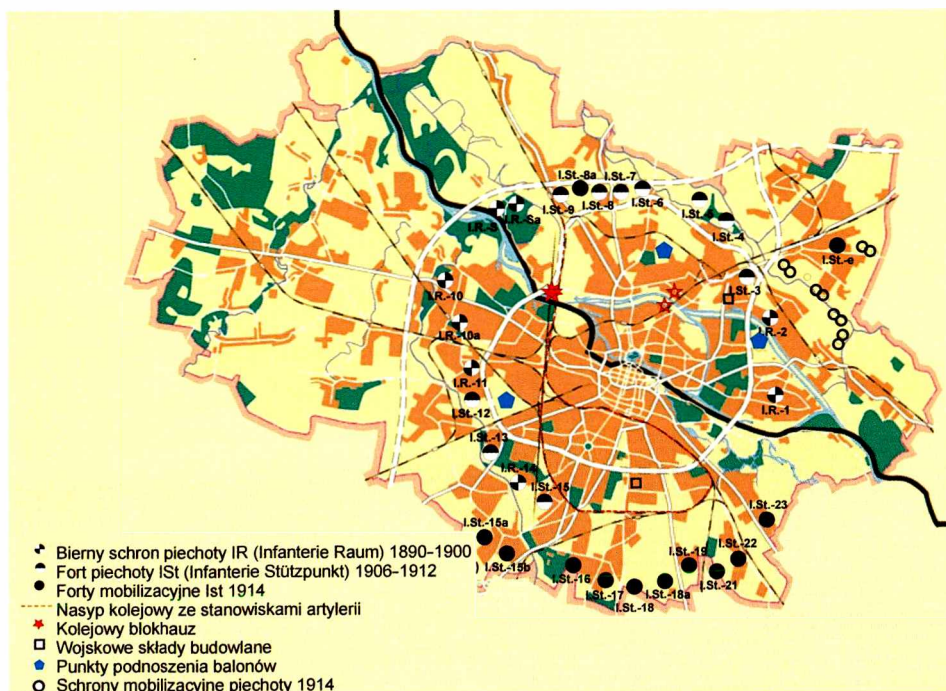 I.St.-8a
I.St.-7
I.St.-9
I.St.-8
I.St.-6
I.R.-Sa
I.R.-S
I.St.-4
I.St.-e
I.St.-3
I.R.-10
I.R.-2
I.R.-10a
I.R.-11
I.St.-12
I.R.-1
I.St.-13
I.R.-14
I.St.-15
I.St.-23
I.St.-15a
I.St.-15b
I.St.-19
I.St.-22
I.St.-16
I.St.-17
I.St.-18a
I.St.-21
I.St.-18
Bierny schron piechoty IR (Infanterie Raum) 1890–1900
Fort piechoty ISt (Infanterie Stützpunkt) 1906–1912
Forty mobilizacyjne Ist 1914
Nasyp kolejowy ze stanowiskami artylerii
Kolejowy blokhauz
Wojskowe składy budowlane
Punkty podnoszenia balonów
Schrony mobilizacyjne piechoty 1914